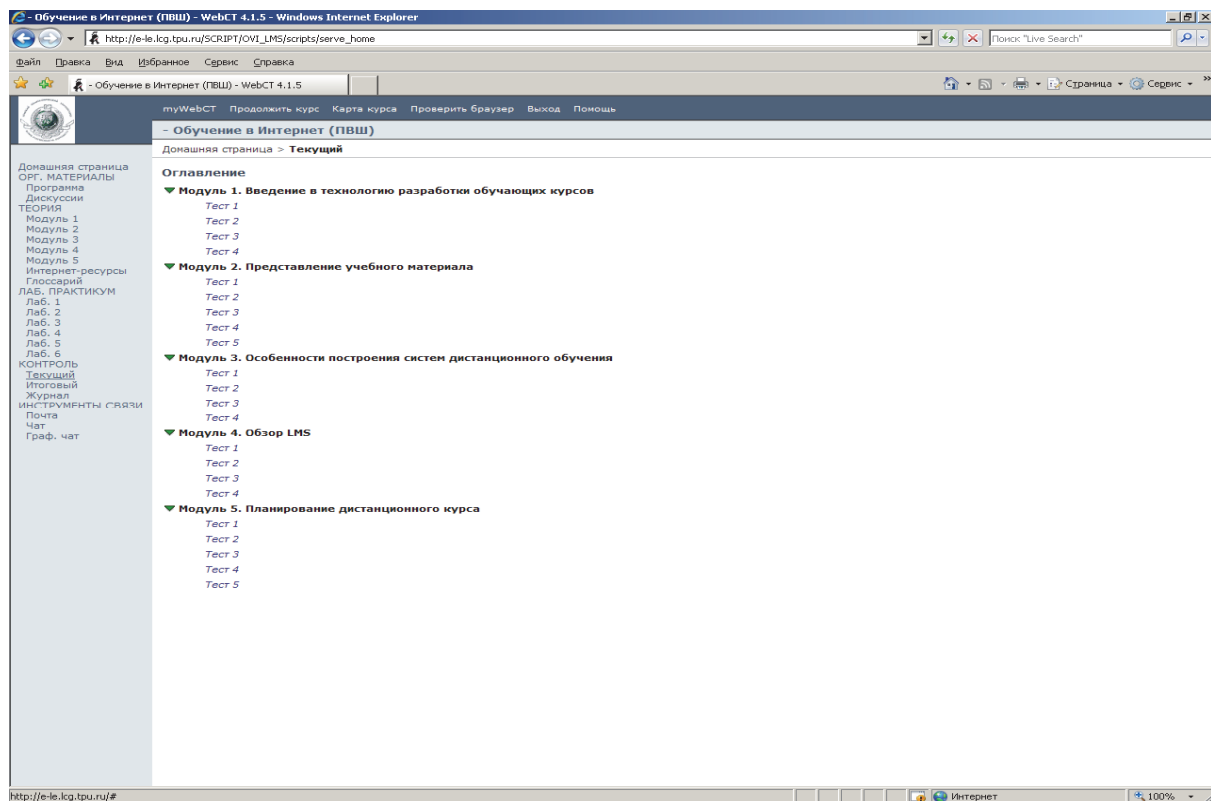 - Обучение в Интернет (ПВШ) - WebCT 4.1.5 - Windows Internet Explorer
http://e-le.lcg.tpu.ru/SCRIPT/OVI_LMS/scripts/serve_home
Поиск "Live Search"
Файл Правка Вид Избранное Сервис Справка
- Обучение в Интернет (ПВШ) - WebCT 4.1.5
Страница Сервис »
myWebCT Продолжить курс Карта курса Проверить браузер Выход Помощь
- Обучение в Интернет (ПВШ)
Домашняя страница > Текущий
Домашняя страница
ОРГ. МАТЕРИАЛЫ
Программа
Дискуссии
ТЕОРИЯ
Модуль 1
Модуль 2
Модуль 3
Модуль 4
Модуль 5
Интернет-ресурсы
Глоссарий
ЛАБ. ПРАКТИКУМ
Лаб. 1
Лаб. 2
Лаб. 3
Лаб. 4
Лаб. 5
Лаб. 6
КОНТРОЛЬ
Текущий
Итоговый
Журнал
ИНСТРУМЕНТЫ СВЯЗИ
Почта
Чат
Граф. чат
Оглавление
Модуль 1. Введение в технологию разработки обучающих курсов
Тест 1
Тест 2
Тест 3
Тест 4
Модуль 2. Представление учебного материала
Тест 1
Тест 2
Тест 3
Тест 4
Тест 5
Модуль 3. Особенности построения систем дистанционного обучения
Тест 1
Тест 2
Тест 3
Тест 4
Модуль 4. Обзор LMS
Тест 1
Тест 2
Тест 3
Тест 4
Модуль 5. Планирование дистанционного курса
Тест 1
Тест 2
Тест 3
Тест 4
Тест 5
http://e-le.lcg.tpu.ru/#
Интернет
100%